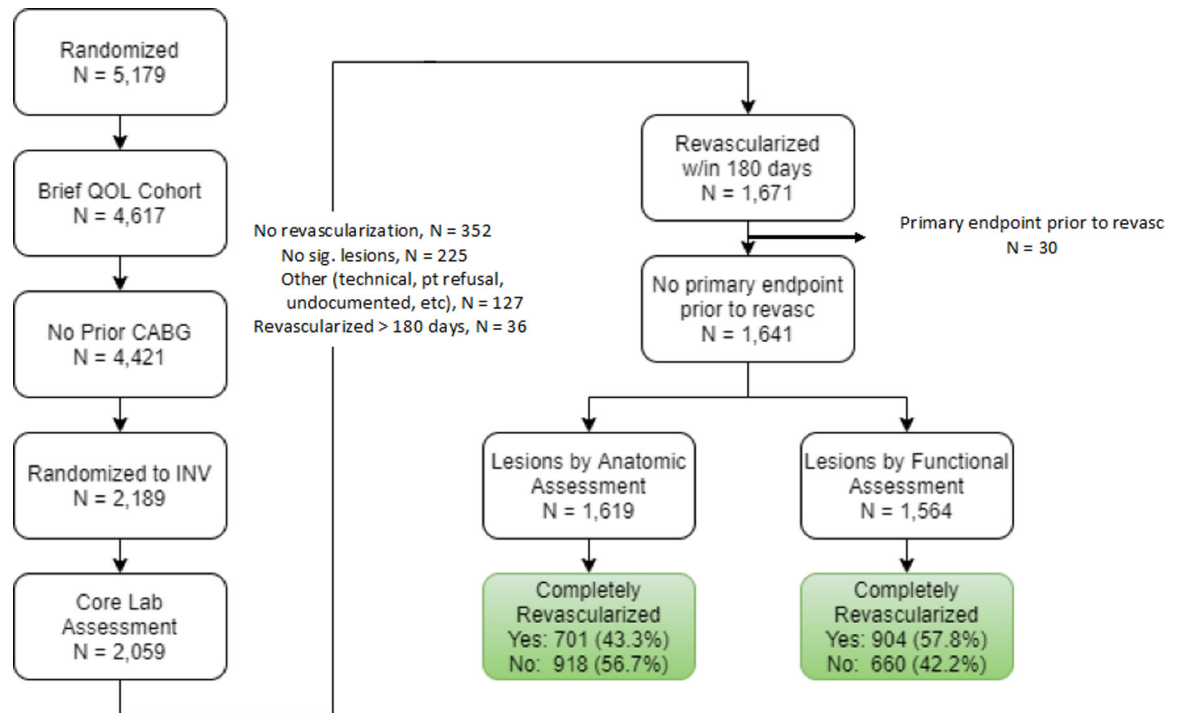 Randomized
N = 5,179
Brief QOL Cohort
N = 4,617
No Prior CABG
N = 4,421
Randomized to INV
N = 2,189
Core Lab
Assessment
N = 2,059
No revascularization, N = 352
No sig. lesions, N = 225
Other (technical, pt refusal,
undocumented, etc), N = 127
Revascularized > 180 days, N = 36
Revascularized
w/in 180 days
N = 1,671
Primary endpoint prior to revasc
N = 30
No primary endpoint
prior to revasc
N = 1,641
Lesions by Anatomic
Assessment
N = 1,619
Lesions by Functional
Assessment
N = 1,564
Completely
Revascularized
Yes: 701 (43.3%)
No: 918 (56.7%)
Completely
Revascularized
Yes: 904 (57.8%)
No: 660 (42.2%)